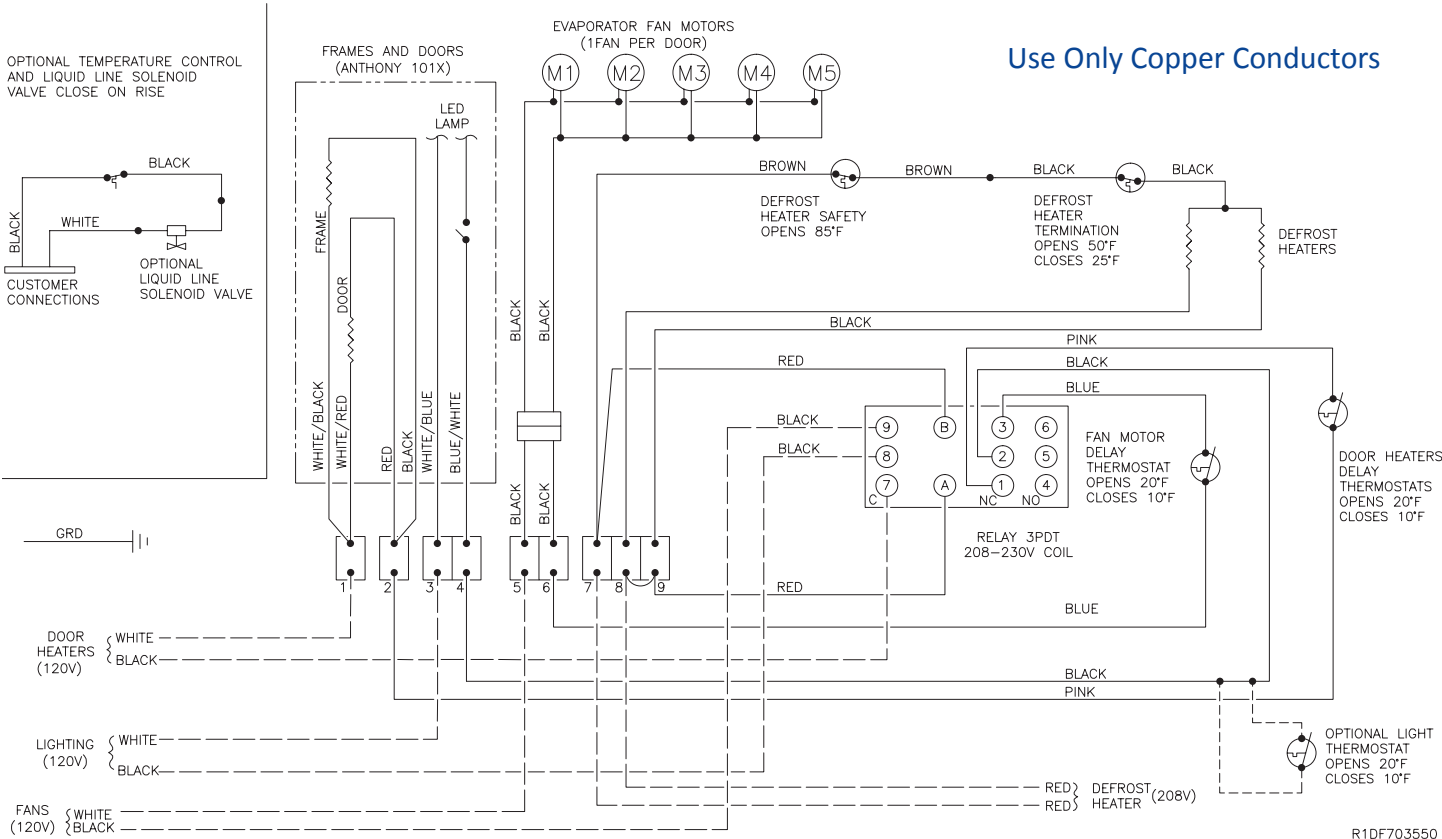 OPTIONAL TEMPERATURE CONTROL
AND LIQUID LINE SOLENOID
VALVE CLOSE ON RISE
BLACK
BLACK
WHITE
OPTIONAL
LIQUID LINE
SOLENOID VALVE
CUSTOMER
CONNECTIONS
GRD
FRAMES AND DOORS
(ANTHONY 101X)
LED
LAMP
FRAME
DOOR
WHITE/BLACK
WHITE/RED
RED
BLACK
WHITE/BLUE
BLUE/WHITE
EVAPORATOR FAN MOTORS
(1FAN PER DOOR)
M1
M2
M3
M4
M5
Use Only Copper Conductors
BLACK
BLACK
BLACK
BLACK
BROWN
DEFROST
HEATER SAFETY
OPENS 85°F
BROWN
BLACK
DEFROST
HEATER
TERMINATION
OPENS 50°F
CLOSES 25°F
BLACK
DEFROST
HEATERS
BLACK
PINK
RED
BLACK
BLUE
BLACK
BLACK
9
B
3
6
8
2
5
7
A
1
4
C
NC
NO
RELAY 3PDT
208-230V COIL
FAN MOTOR
DELAY
THERMOSTAT
OPENS 20°F
CLOSES 10°F
DOOR HEATERS
DELAY
THERMOSTATS
OPENS 20°F
CLOSES 10°F
1
2
3
4
5
6
7
8
9
RED
BLUE
DOOR
HEATERS
(120V)
WHITE
BLACK
BLACK
PINK
LIGHTING
(120V)
WHITE
BLACK
OPTIONAL LIGHT
THERMOSTAT
OPENS 20°F
CLOSES 10°F
FANS
(120V)
WHITE
BLACK
RED
RED
DEFROST
HEATER
(208V)
R1DF703550